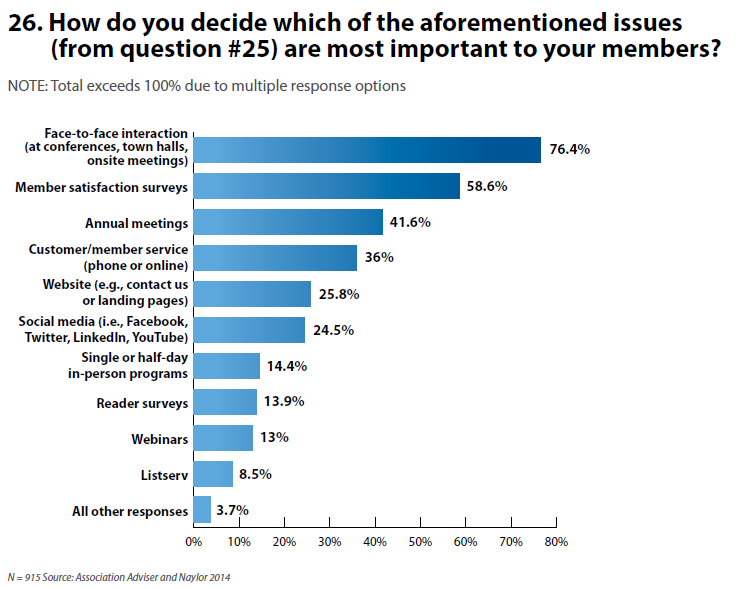 26. How do you decide which of the aforementioned issues
(from question #25) are most important to your members?
NOTE: Total exceeds 100% due to multiple response options
Face-to-face interaction
(at conferences, town halls,
onsite meetings)
76.4%
Member satisfaction surveys
58.6%
Annual meetings
41.6%
Customer/member service
(phone or online)
36%
Website (e.g., contact us
or landing pages)
25.8%
Social media (i.e., Facebook,
Twitter, LinkedIn, YouTube)
24.5%
Single or half-day
in-person programs
14.4%
Reader surveys
13.9%
Webinars
13%
Listserv
8.5%
All other responses
3.7%
0% 10% 20% 30% 40% 50% 60% 70% 80%
N = 915 Source: Association Adviser and Naylor 2014